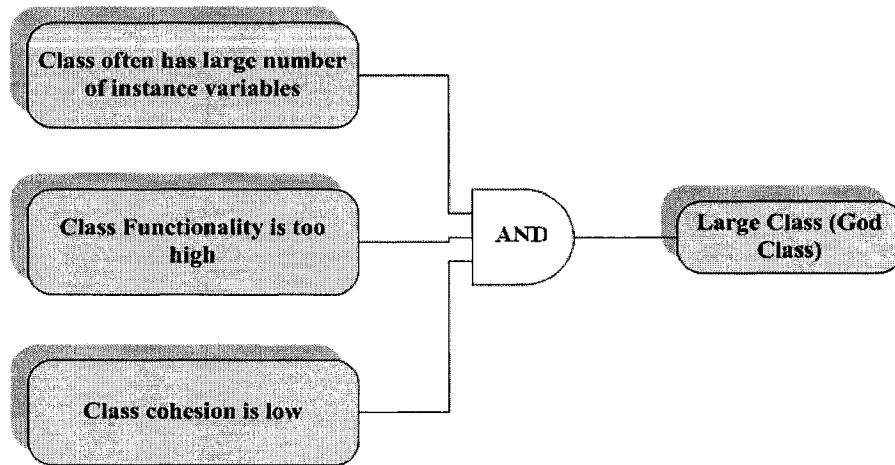 Class often has large number
of instance variables
Class Functionality is too
high
AND
Large Class (God
Class)
Class cohesion is low